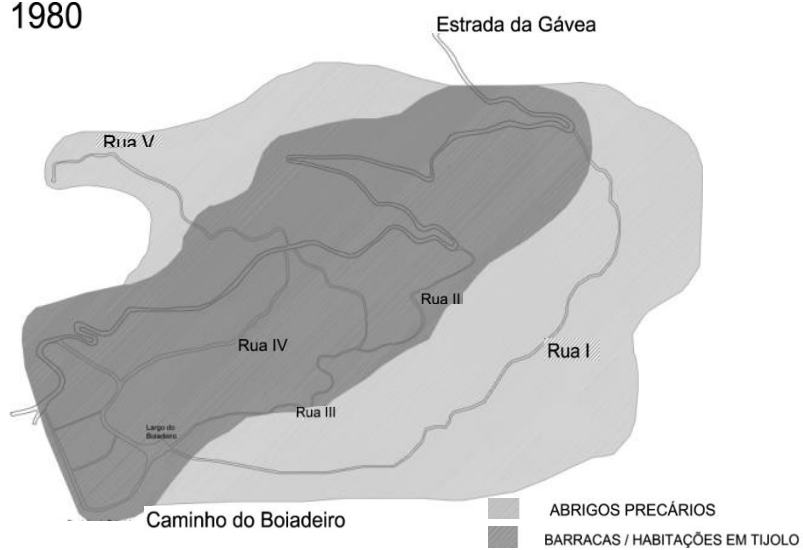 1980
Estrada da Gávea
Rua V
Rua II
Rua IV
Rua I
Rua III
Largo do
Boiadeiro
Caminho do Boiadeiro
ABRIGOS PRECÁRIOS
BARRACAS / HABITAÇÕES EM TIJOLO